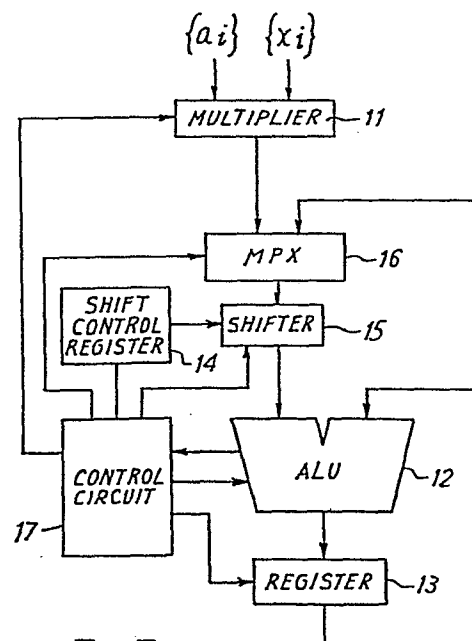 {ai} {xi}
MULTIPLIER
11
MPX
16
SHIFT
CONTROL
REGISTER
14
SHIFTER
15
CONTROL
CIRCUIT
17
ALU
12
REGISTER
13